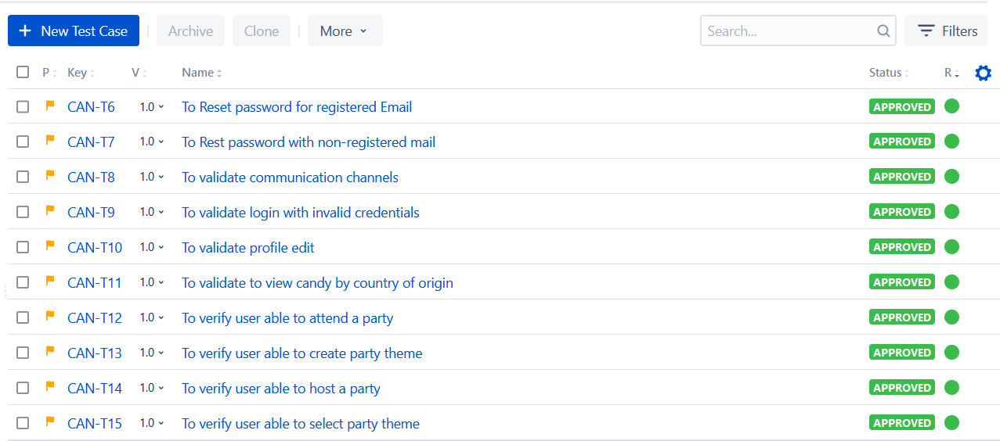 New Test Case Archive Clone More Search... Filters
P Key V Name Status R
CAN-T6 1.0 To Reset password for registered Email APPROVED
CAN-T7 1.0 To Rest password with non-registered mail APPROVED
CAN-T8 1.0 To validate communication channels APPROVED
CAN-T9 1.0 To validate login with invalid credentials APPROVED
CAN-T10 1.0 To validate profile edit APPROVED
CAN-T11 1.0 To validate to view candy by country of origin APPROVED
CAN-T12 1.0 To verify user able to attend a party APPROVED
CAN-T13 1.0 To verify user able to create party theme APPROVED
CAN-T14 1.0 To verify user able to host a party APPROVED
CAN-T15 1.0 To verify user able to select party theme APPROVED